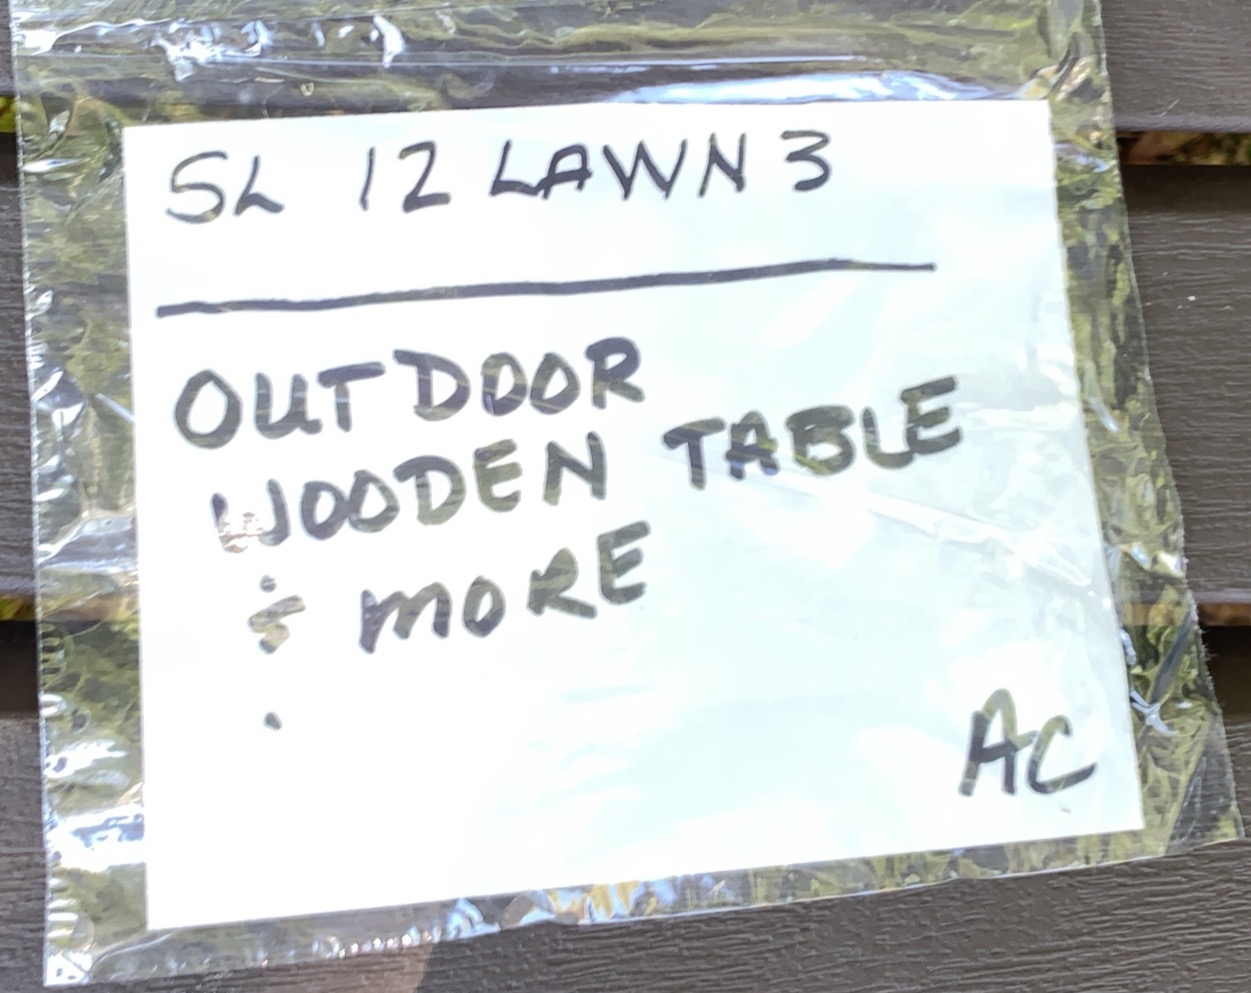 SL 12 LAWN 3
OUTDOOR
WOODEN TABLE
& MORE
AC